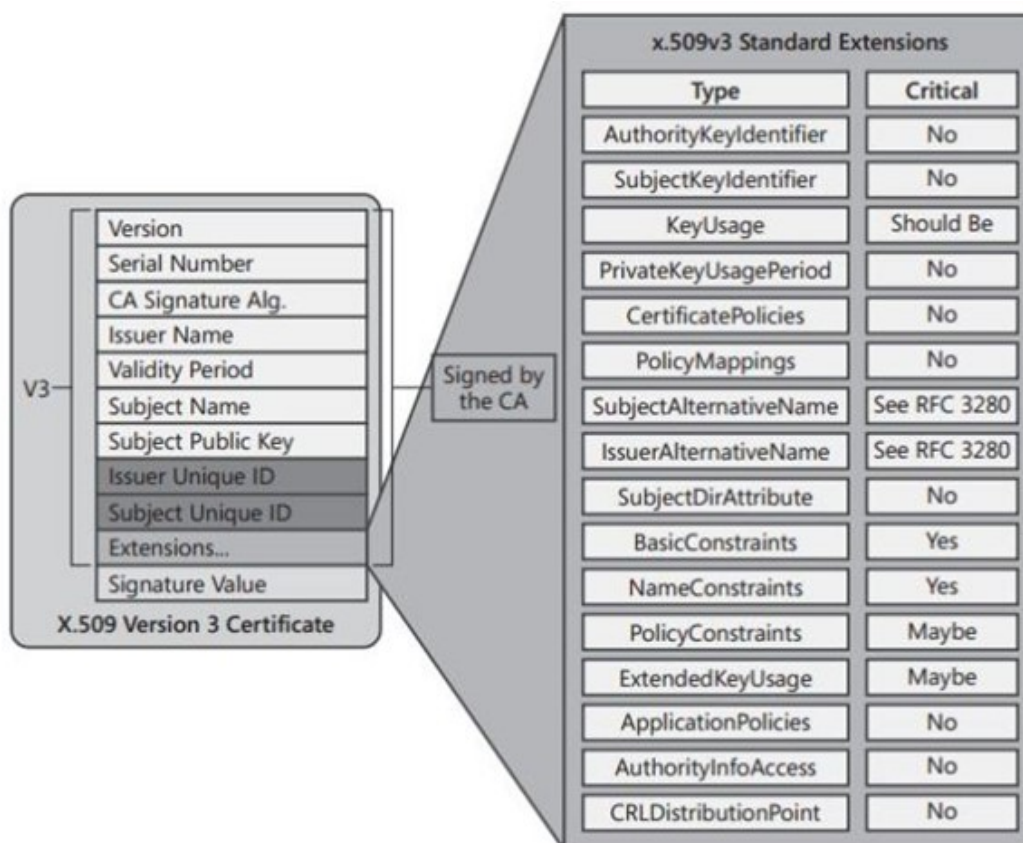 V3
Version
Serial Number
CA Signature Alg.
Issuer Name
Validity Period
Subject Name
Subject Public Key
Issuer Unique ID
Subject Unique ID
Extensions...
Signature Value
X.509 Version 3 Certificate
Signed by
the CA
x.509v3 Standard Extensions
Type Critical
AuthorityKeyIdentifier No
SubjectKeyIdentifier No
KeyUsage Should Be
PrivateKeyUsagePeriod No
CertificatePolicies No
PolicyMappings No
SubjectAlternativeName See RFC 3280
IssuerAlternativeName See RFC 3280
SubjectDirAttribute No
BasicConstraints Yes
NameConstraints Yes
PolicyConstraints Maybe
ExtendedKeyUsage Maybe
ApplicationPolicies No
AuthorityInfoAccess No
CRLDistributionPoint No